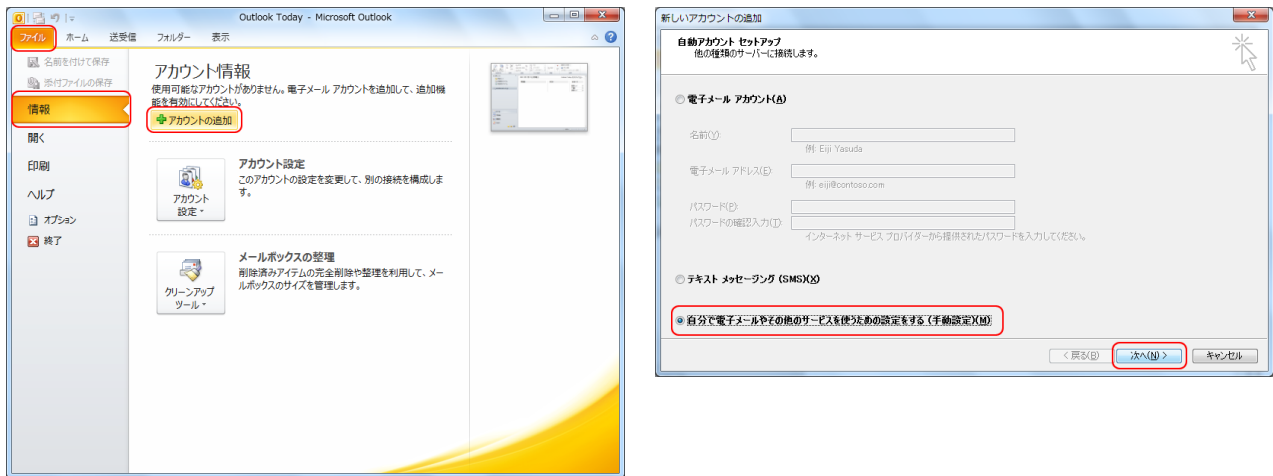 Outlook Today - Microsoft Outlook
ファイル ホーム 送受信 フォルダー 表示
名前を付けて保存
添付ファイルの保存
情報
開く
印刷
ヘルプ
オプション
終了
アカウント情報
使用可能なアカウントがありません。電子メール アカウントを追加して、追加機
能を有効にしてください。
アカウントの追加
アカウント
設定
アカウント設定
このアカウントの設定を変更して、別の接続を構成しま
す。
クリーンアップ
ツール
メールボックスの整理
削除済みアイテムの完全削除や整理を利用して、メー
ルボックスのサイズを管理します。
新しいアカウントの追加
自動アカウント セットアップ
他の種類のサーバーに接続します。
電子メール アカウント(A)
名前(Y):
例: Eiji Yasuda
電子メール アドレス(E):
例: eiji@contoso.com
パスワード(P):
パスワードの確認入力(T):
インターネット サービス プロバイダーから提供されたパスワードを入力してください。
テキスト メッセージング (SMS)(X)
自分で電子メールやその他のサービスを使うための設定をする (手動設定)(M)
< 戻る(B) 次へ(N) > キャンセル